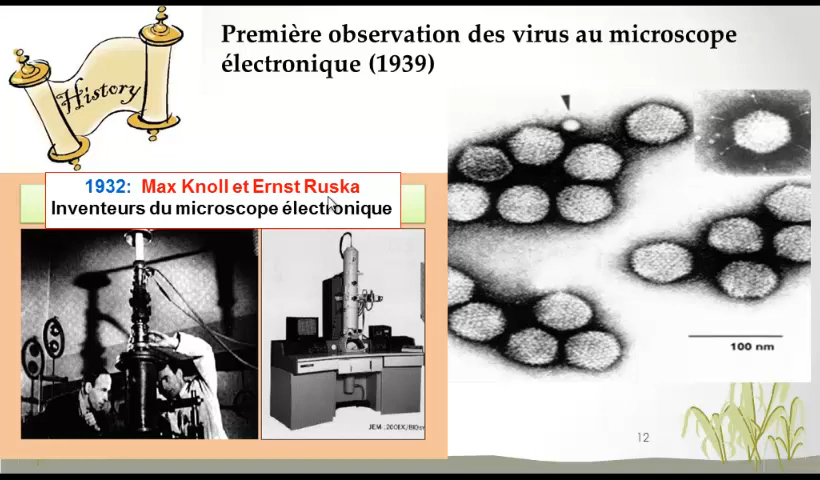 Première observation des virus au microscope
électronique (1939)
History
1932: Max Knoll et Ernst Ruska
Inventeurs du microscope électronique
100 nm
12